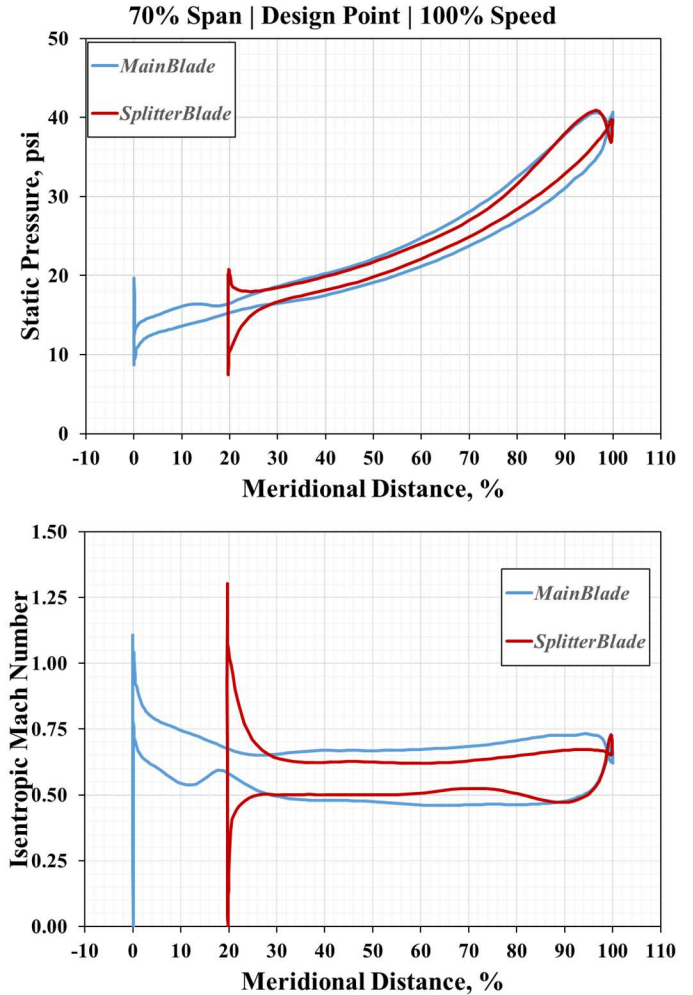 70% Span | Design Point | 100% Speed
50
40
30
20
10
0
Static Pressure, psi
MainBlade
SplitterBlade
-10 0 10 20 30 40 50 60 70 80 90 100 110
Meridional Distance, %
1.50
1.25
1.00
0.75
0.50
0.25
0.00
Isentropic Mach Number
MainBlade
SplitterBlade
-10 0 10 20 30 40 50 60 70 80 90 100 110
Meridional Distance, %